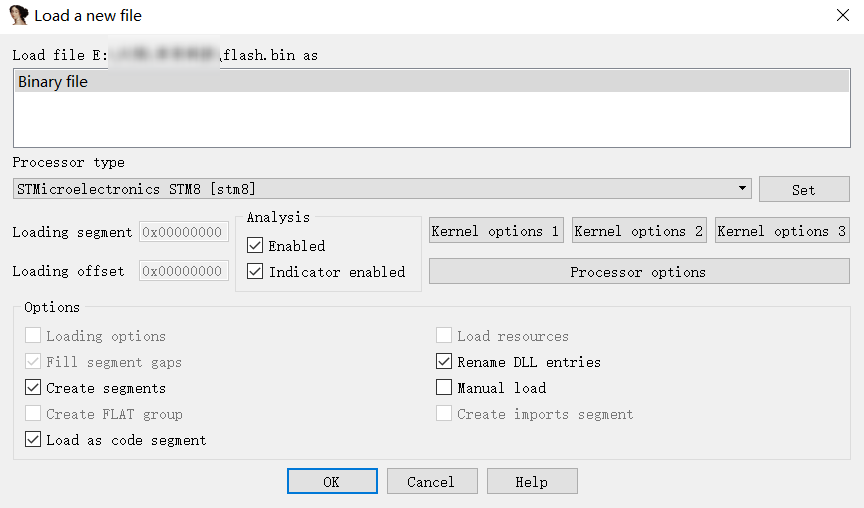 Load a new file
Load file E: \flash.bin as
Binary file
Processor type
STMicroelectronics STM8 [stm8]
Set
Loading segment 0x00000000
Loading offset 0x00000000
Analysis
Enabled
Indicator enabled
Kernel options 1
Kernel options 2
Kernel options 3
Processor options
Options
Loading options
Fill segment gaps
Create segments
Create FLAT group
Load as code segment
Load resources
Rename DLL entries
Manual load
Create imports segment
OK
Cancel
Help